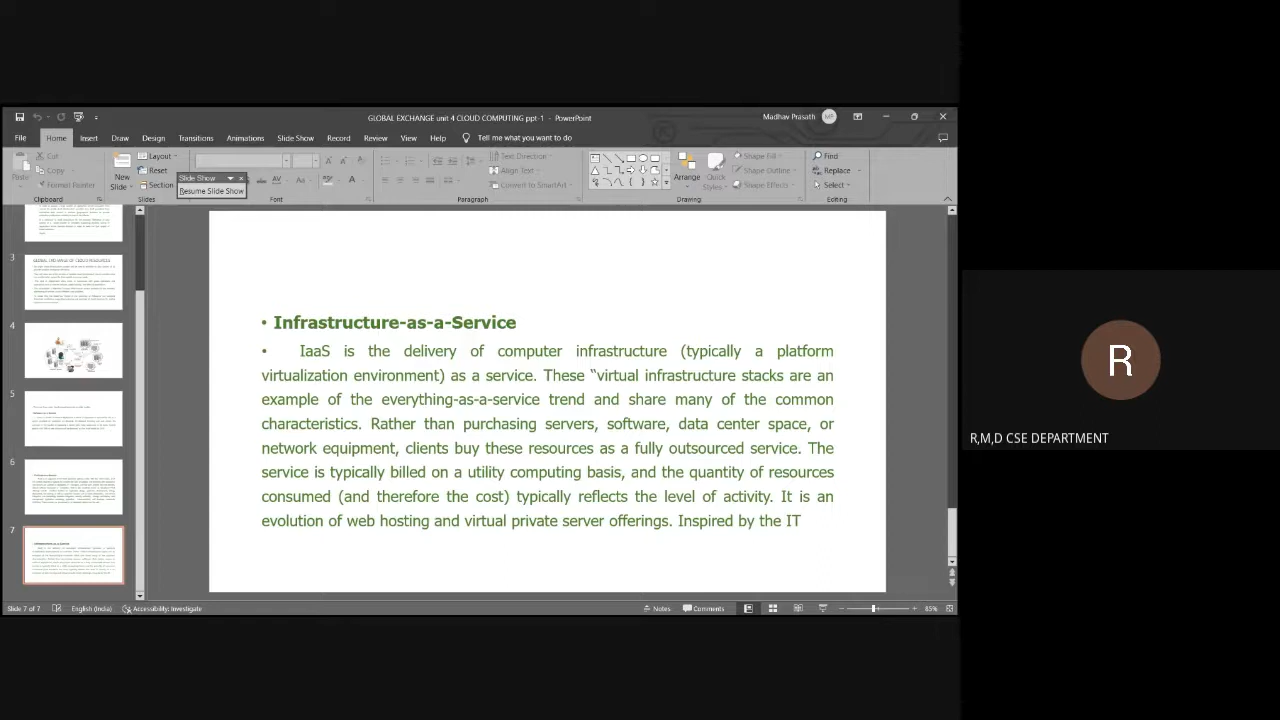 GLOBAL EXCHANGE unit 4 CLOUD COMPUTING ppt-1 - PowerPoint
Madhav Prasath
MP
File Home Insert Draw Design Transitions Animations Slide Show Record Review View Help Tell me what you want to do
Paste
Cut
Copy
Format Painter
Clipboard
New
Slide
Layout
Reset
Section
Slides
Slide Show
Resume Slide Show
Font
Text Direction
Align Text
Convert to SmartArt
Paragraph
Arrange
Quick
Styles
Shape Fill
Shape Outline
Shape Effects
Drawing
Find
Replace
Select
Editing
3
4
5
6
7
• Infrastructure-as-a-Service
• IaaS is the delivery of computer infrastructure (typically a platform
virtualization environment) as a service. These “virtual infrastructure stacks are an
example of the everything-as-a-service trend and share many of the common
characteristics. Rather than purchasing servers, software, data center space, or
network equipment, clients buy these resources as a fully outsourced service. The
service is typically billed on a utility computing basis, and the quantity of resources
consumed (and therefore the cost) typically reflects the level of activity. It is an
evolution of web hosting and virtual private server offerings. Inspired by the IT
Slide 7 of 7 English (India) Accessibility: Investigate Notes Comments 85%
R
R,M,D CSE DEPARTMENT